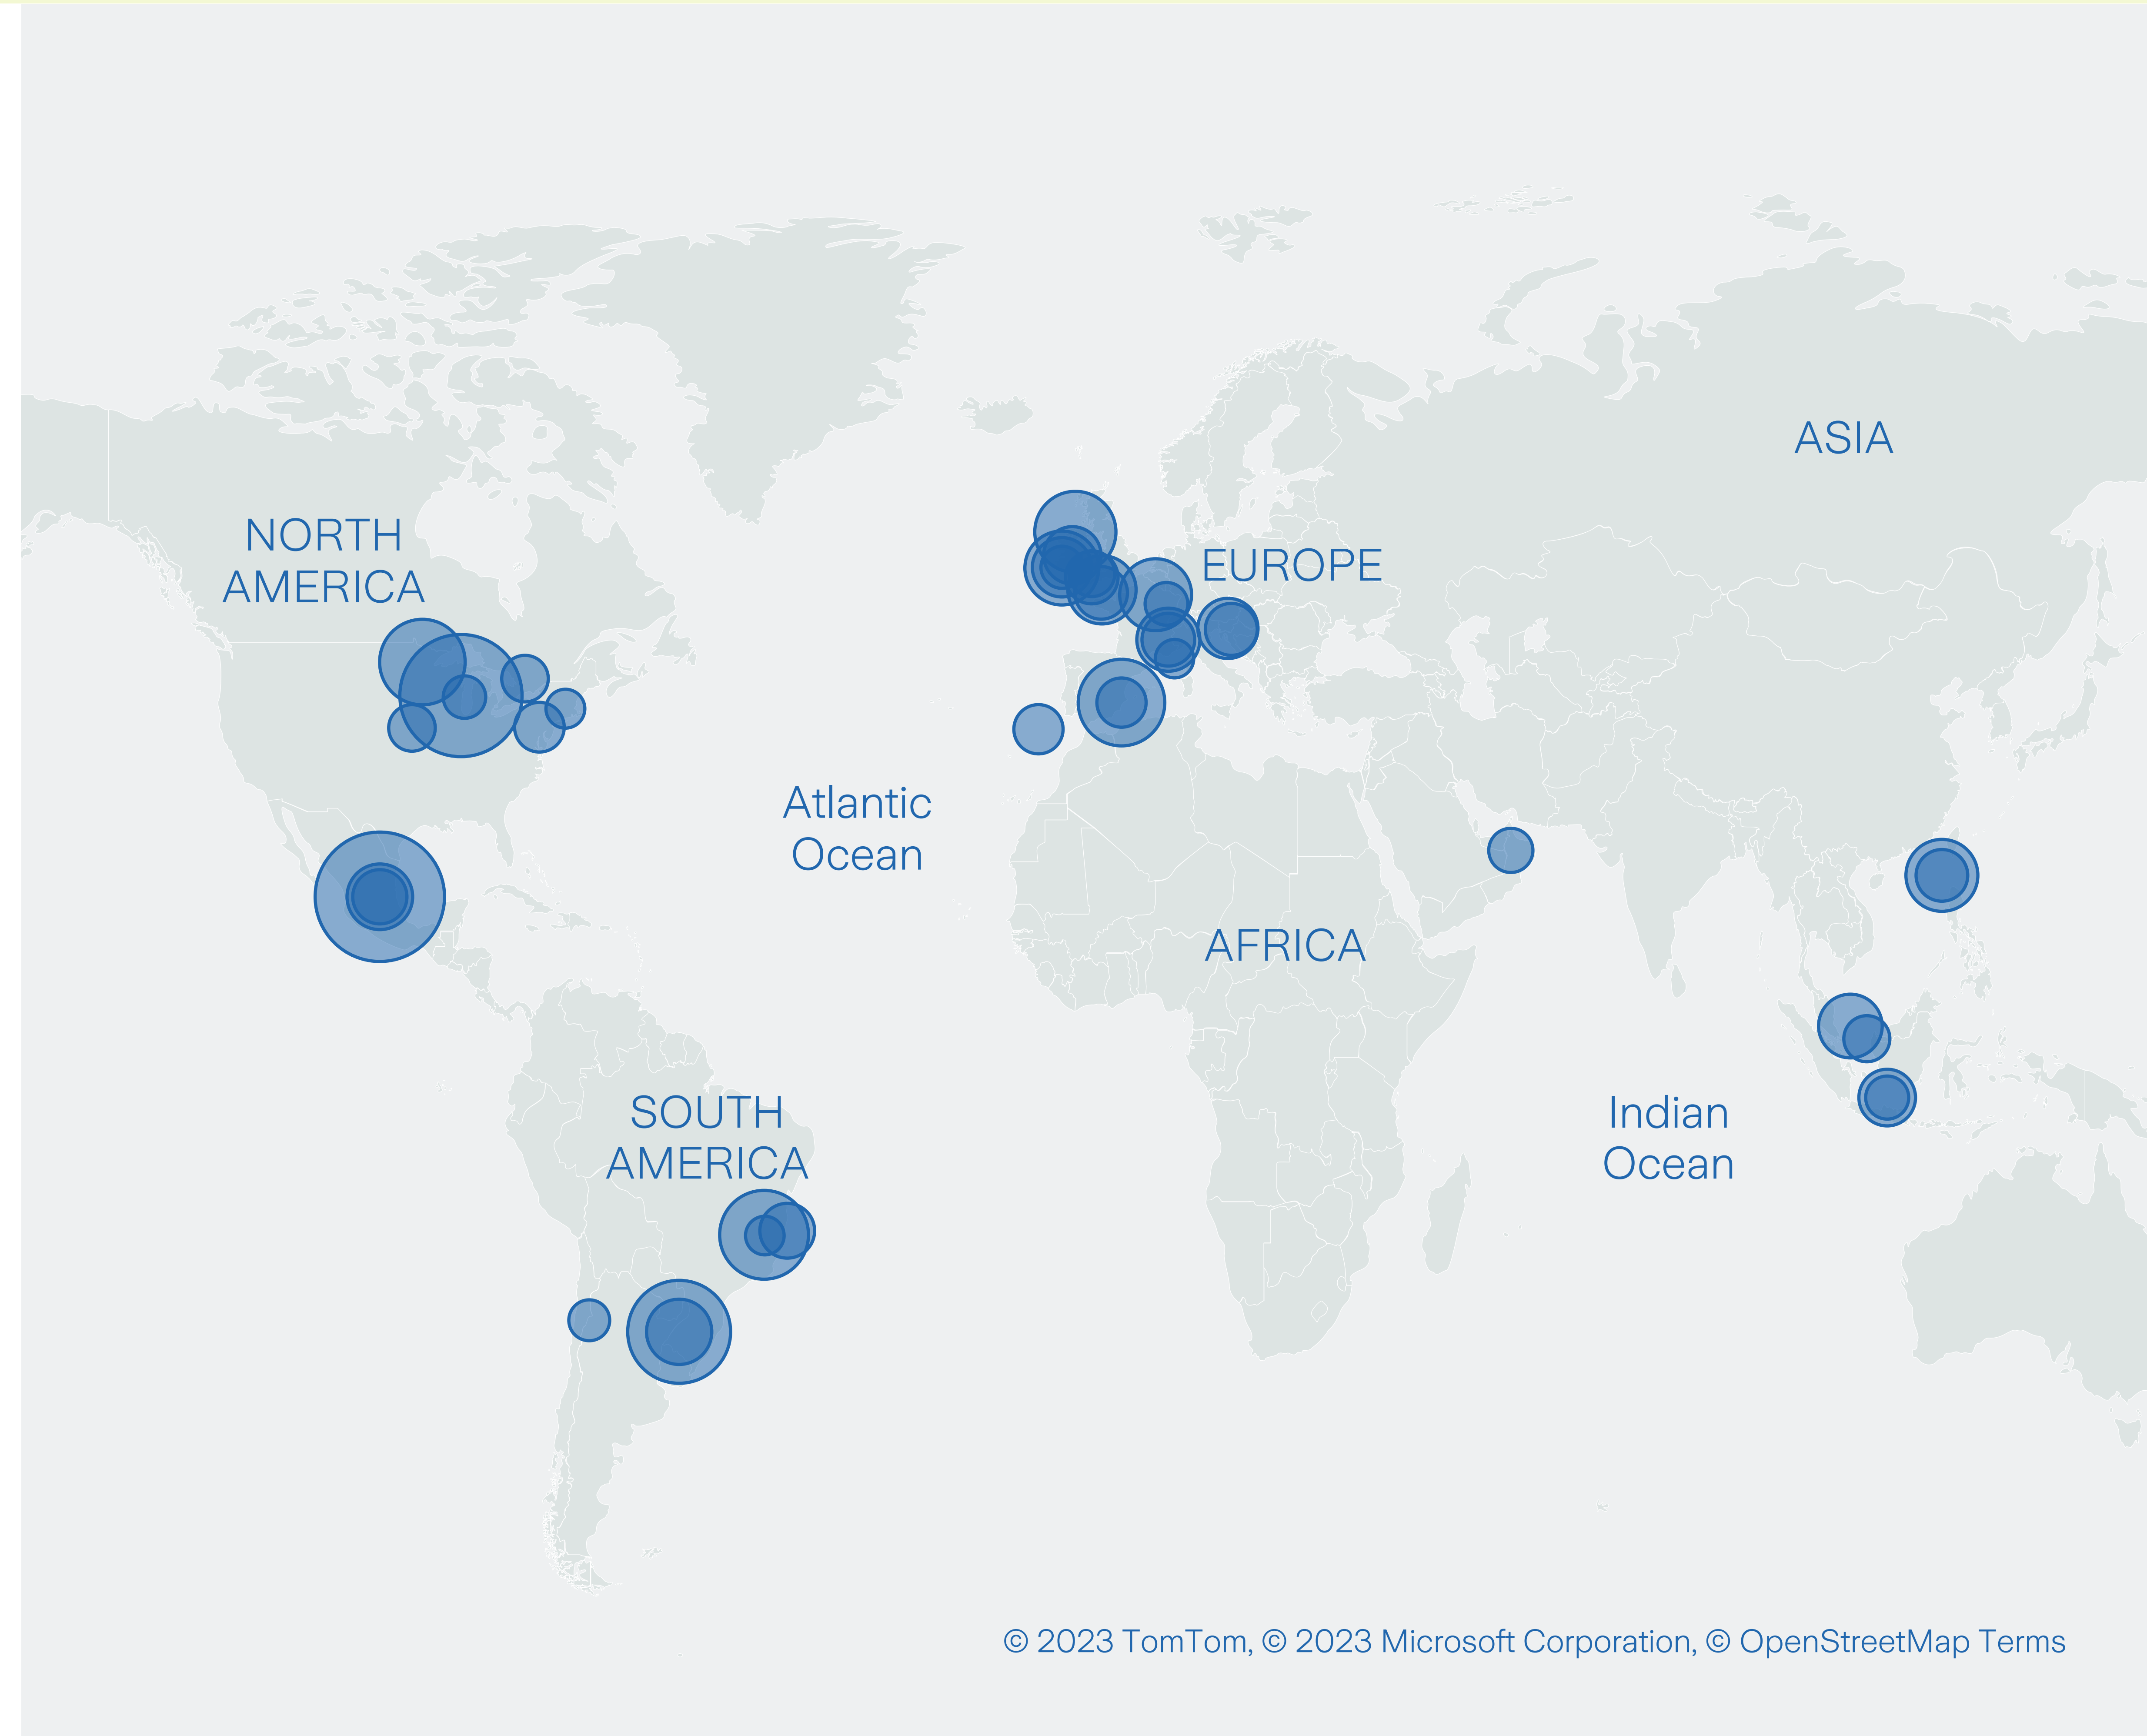 ASIA
NORTH
AMERICA
EUROPE
Atlantic
Ocean
AFRICA
SOUTH
AMERICA
Indian
Ocean
© 2023 TomTom, © 2023 Microsoft Corporation, © OpenStreetMap Terms